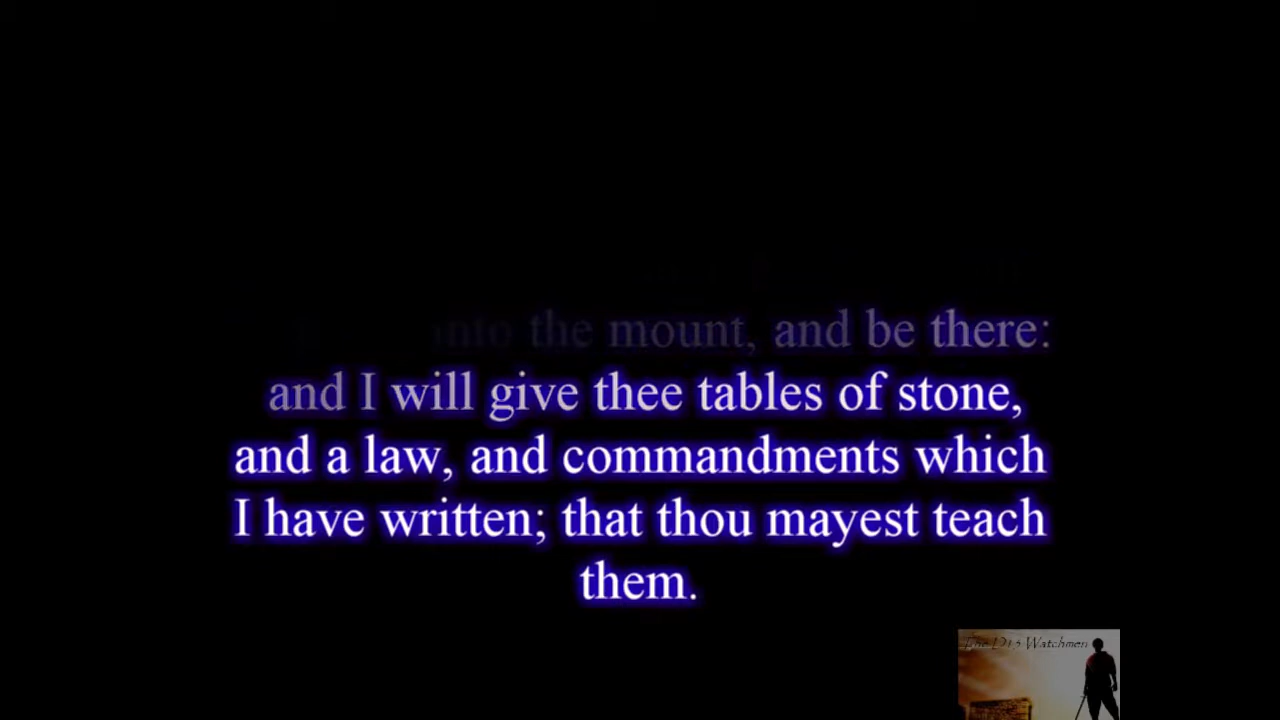 the mount, and be there:
and I will give thee tables of stone,
and a law, and commandments which
I have written; that thou mayest teach
them.
Watchmen